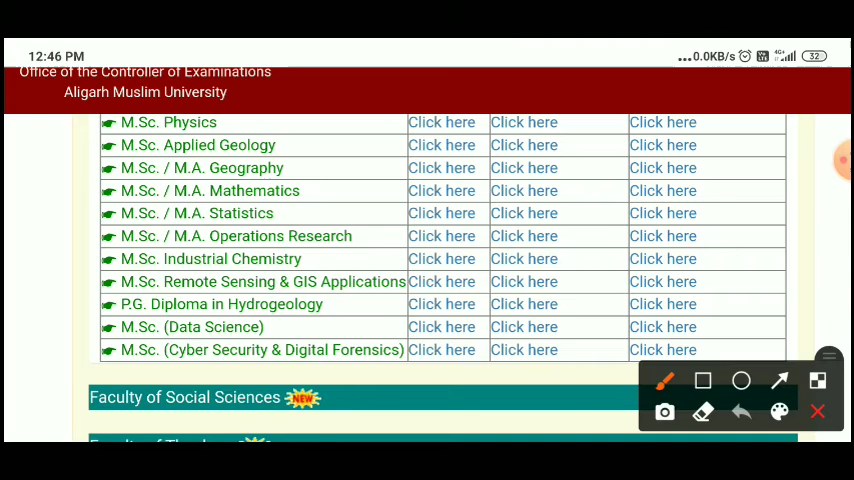 12:46 PM ...0.0KB/s 4G+ 32
Office of the Controller of Examinations
Aligarh Muslim University
M.Sc. Physics Click here Click here Click here
M.Sc. Applied Geology Click here Click here Click here
M.Sc. / M.A. Geography Click here Click here Click here
M.Sc. / M.A. Mathematics Click here Click here Click here
M.Sc. / M.A. Statistics Click here Click here Click here
M.Sc. / M.A. Operations Research Click here Click here Click here
M.Sc. Industrial Chemistry Click here Click here Click here
M.Sc. Remote Sensing & GIS Applications Click here Click here Click here
P.G. Diploma in Hydrogeology Click here Click here Click here
M.Sc. (Data Science) Click here Click here Click here
M.Sc. (Cyber Security & Digital Forensics) Click here Click here Click here
Faculty of Social Sciences NEW